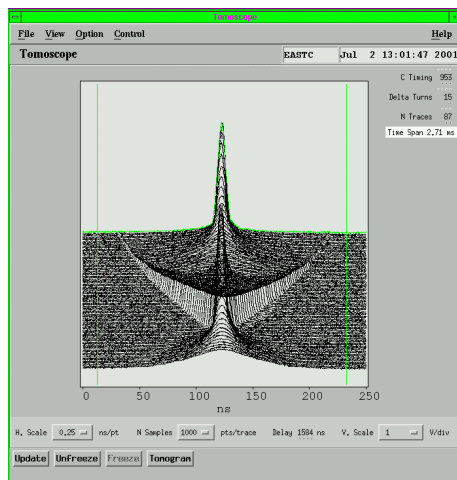 Tomoscope
File View Option Control Help
Tomoscope EASTC Jul 2 13:01:47 2001
C Timing 953
Delta Turns 15
N Traces 87
Time Span 2.71 ms
0 50 100 150 200 250
ns
H. Scale 0.25 ns/pt N Samples 1000 pts/trace Delay 1584 ns V. Scale 1 V/div
Update UnFreeze Freeze Tomogram